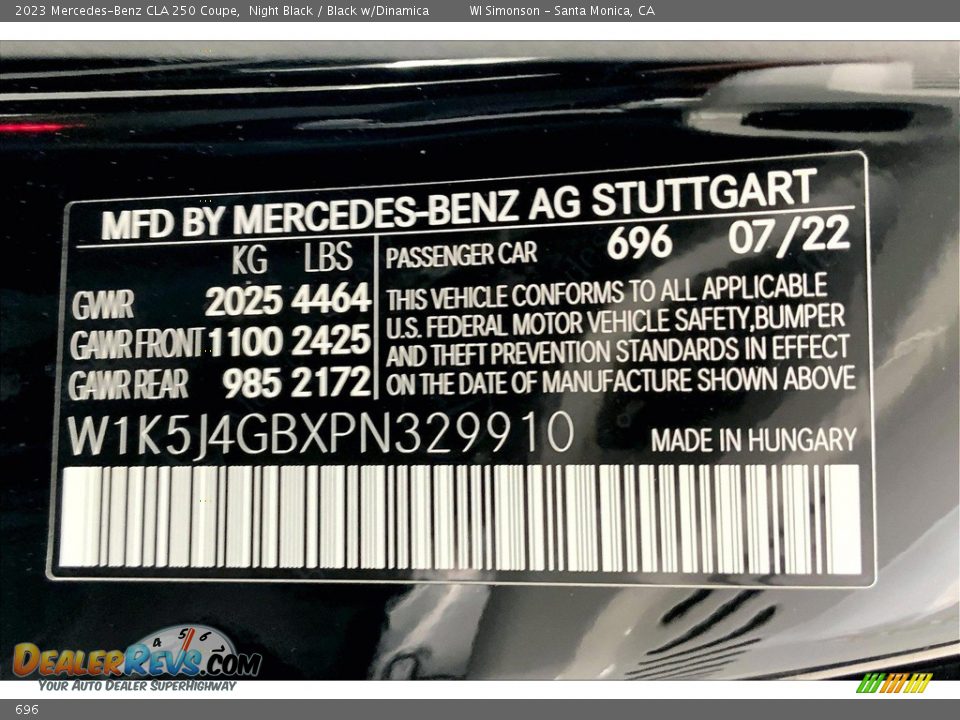 2023 Mercedes-Benz CLA 250 Coupe,  Night Black / Black w/Dinamica    WI Simonson - Santa Monica, CA
MFD BY MERCEDES-BENZ AG STUTTGART
KG LBS
GVWR 2025 4464
GAWR FRONT 1100 2425
GAWR REAR 985 2172
PASSENGER CAR 696 07/22
THIS VEHICLE CONFORMS TO ALL APPLICABLE
U.S. FEDERAL MOTOR VEHICLE SAFETY,BUMPER
AND THEFT PREVENTION STANDARDS IN EFFECT
ON THE DATE OF MANUFACTURE SHOWN ABOVE
W1K5J4GBXPN329910
MADE IN HUNGARY
4 5 6
DEALERREVS.COM
YOUR AUTO DEALER SUPERHIGHWAY
696